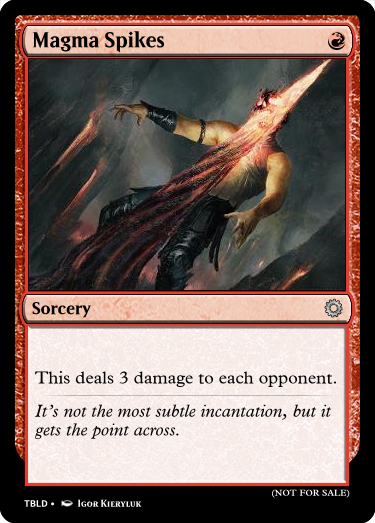 Magma Spikes
Sorcery
This deals 3 damage to each opponent.
It's not the most subtle incantation, but it
gets the point across.
(NOT FOR SALE)
TBLD • Igor Kieryluk